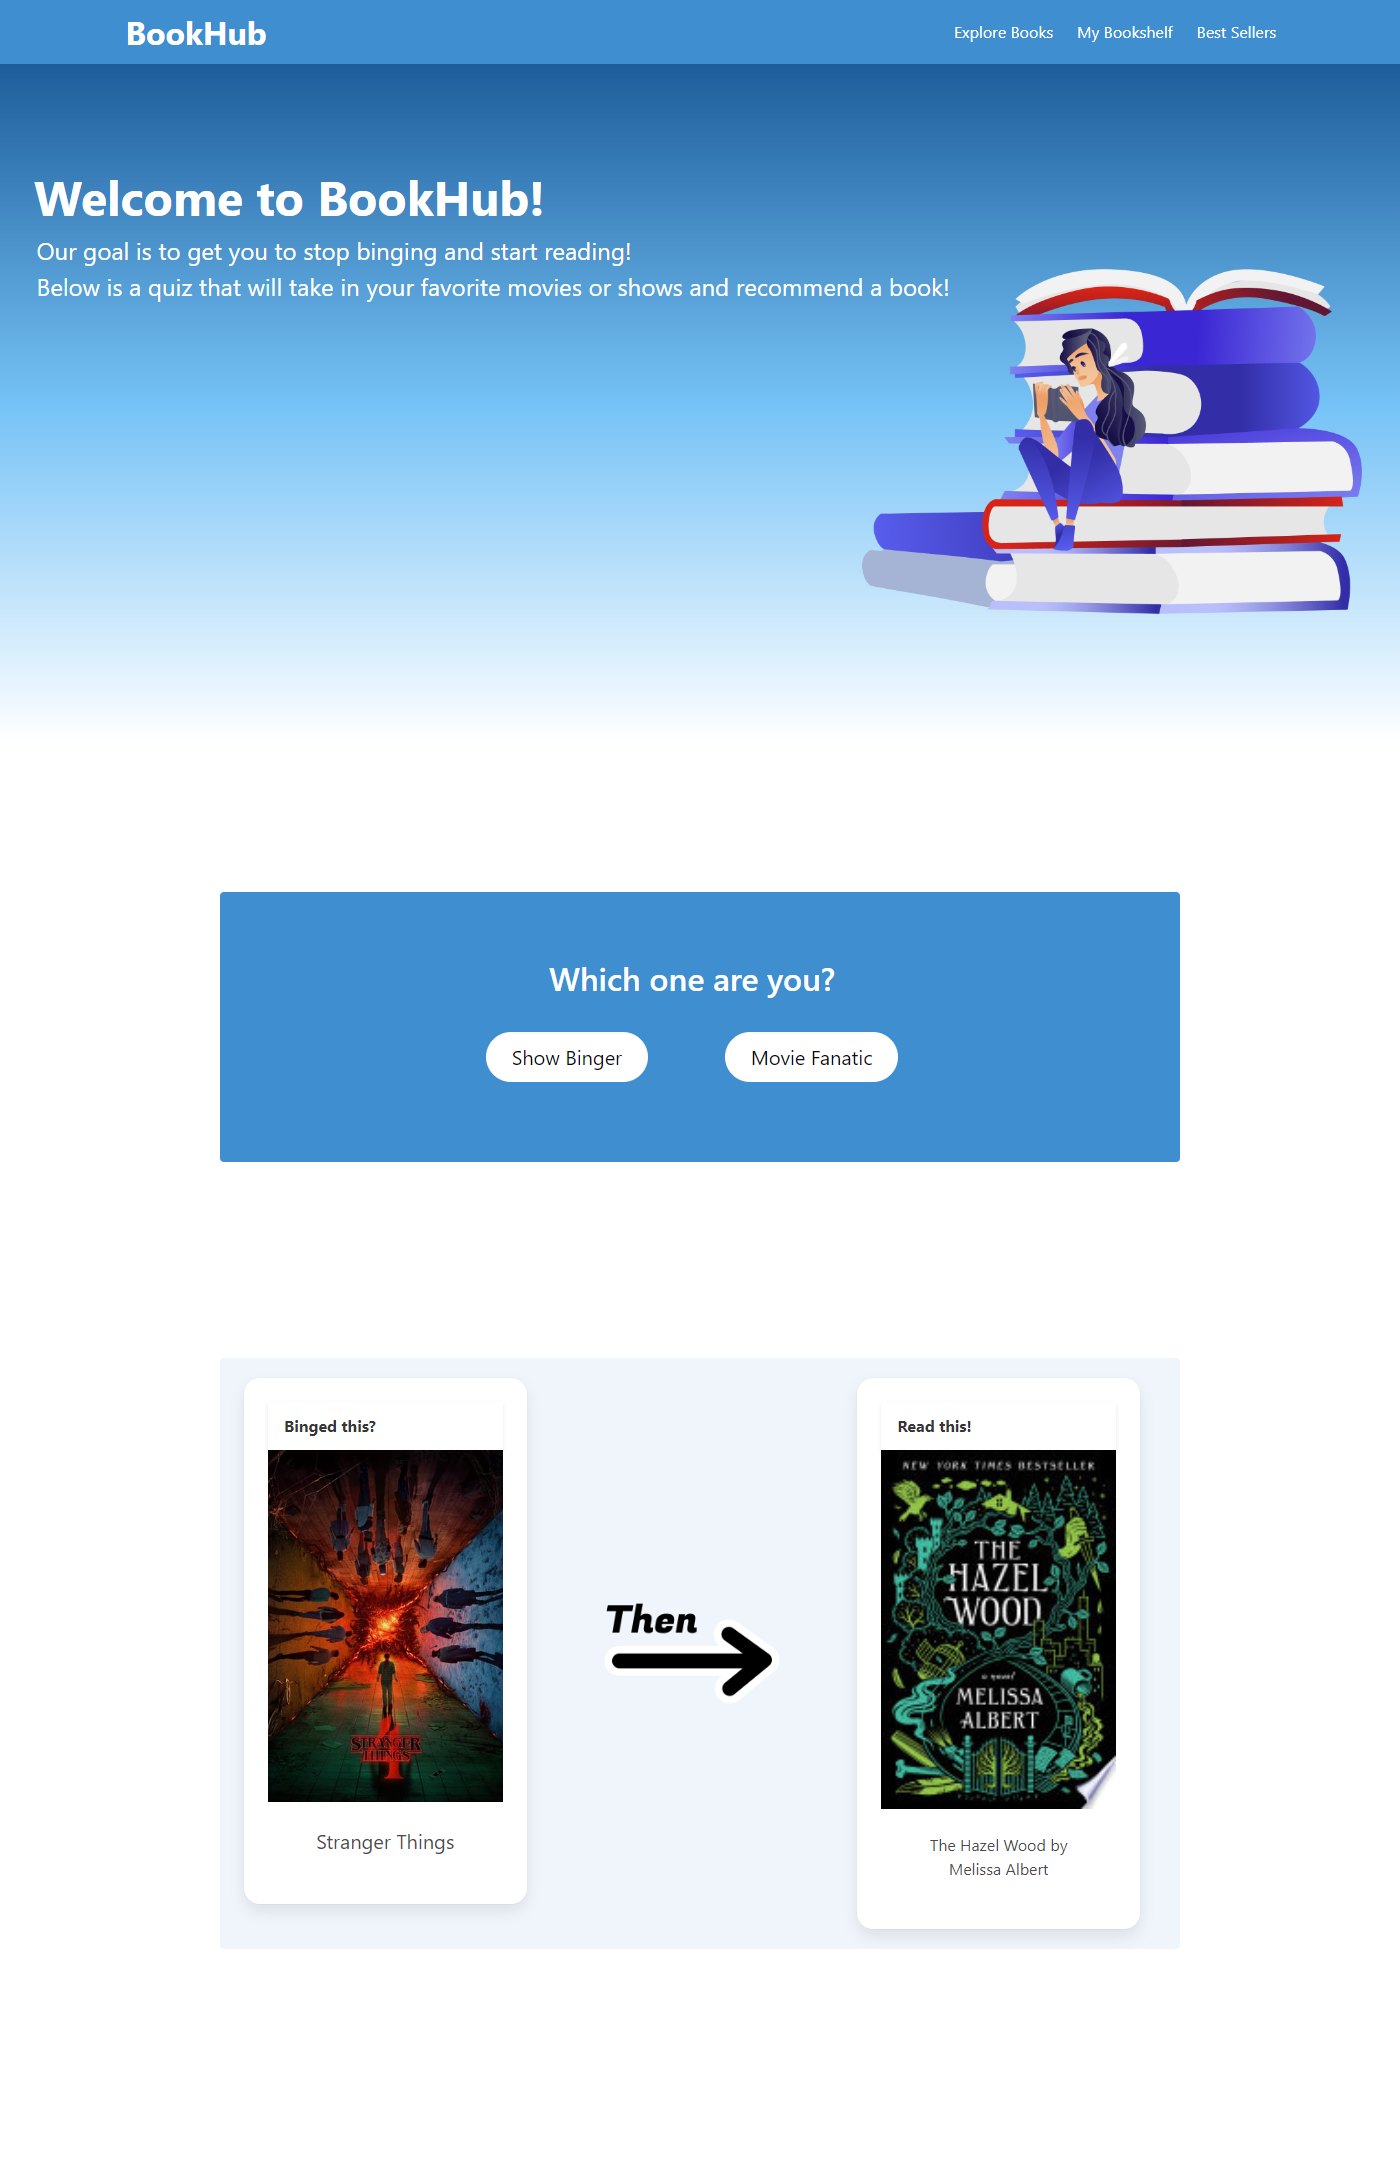 BookHub
Explore Books My Bookshelf Best Sellers
Welcome to BookHub!
Our goal is to get you to stop binging and start reading!
Below is a quiz that will take in your favorite movies or shows and recommend a book!
Which one are you?
Show Binger Movie Fanatic
Binged this?
STRANGER
THINGS
4
Stranger Things
Then
Read this!
NEW YORK TIMES BESTSELLER
THE
HAZEL
WOOD
a novel
MELISSA
ALBERT
The Hazel Wood by
Melissa Albert